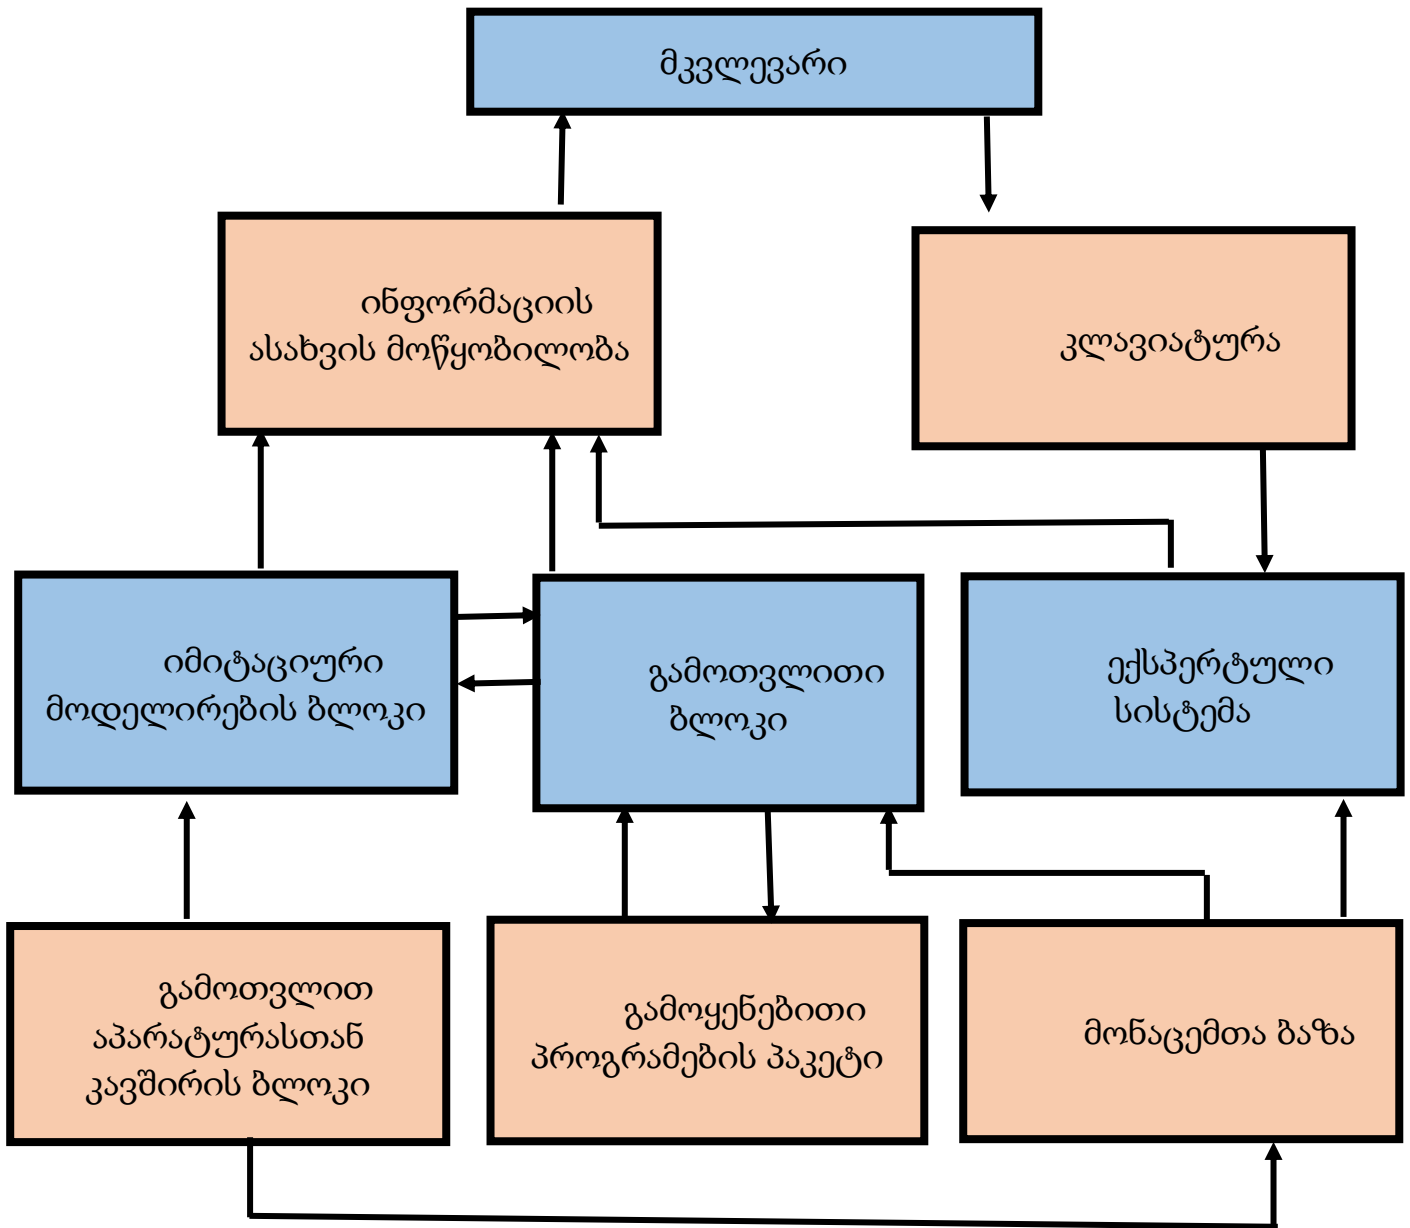 მკვლევარი
ინფორმაციის
ასახვის მოწყობილობა
კლავიატურა
იმიტაციური
მოდელირების ბლოკი
გამოთვლითი
ბლოკი
ექსპერტული
სისტემა
გამოთვლით
აპარატურასთან
კავშირის ბლოკი
გამოყენებითი
პროგრამების პაკეტი
მონაცემთა ბაზა